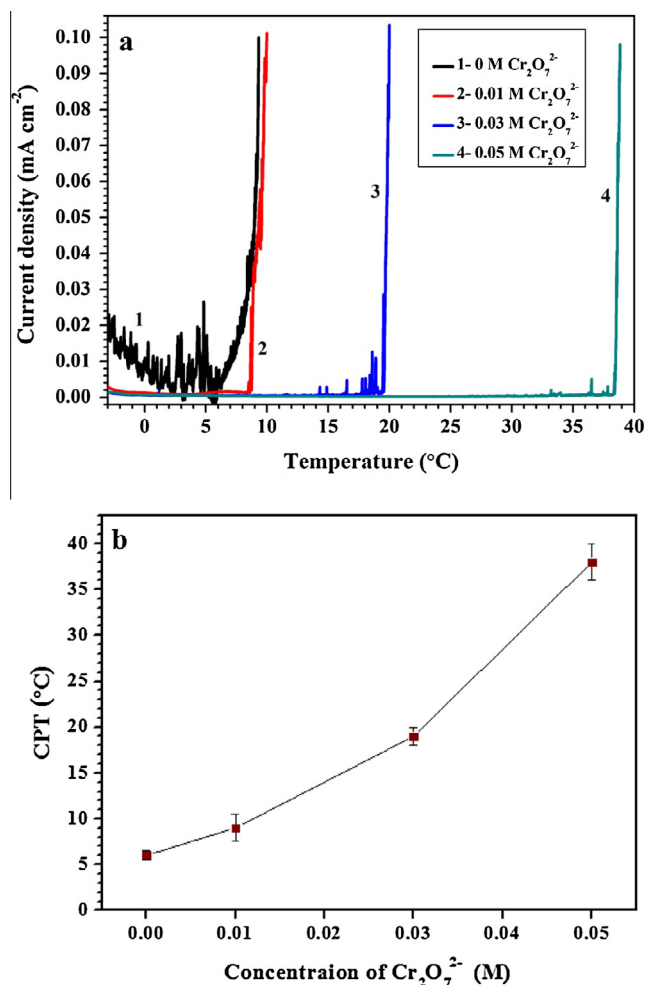 a
Current density (mA cm⁻²)
0.10
0.09
0.08
0.07
0.06
0.05
0.04
0.03
0.02
0.01
0.00
1- 0 M Cr₂O₇²⁻
2- 0.01 M Cr₂O₇²⁻
3- 0.03 M Cr₂O₇²⁻
4- 0.05 M Cr₂O₇²⁻
1
2
3
4
0 5 10 15 20 25 30 35 40
Temperature (°C)
b
CPT (°C)
40
35
30
25
20
15
10
5
0
0.00 0.01 0.02 0.03 0.04 0.05
Concentraion of Cr₂O₇²⁻ (M)